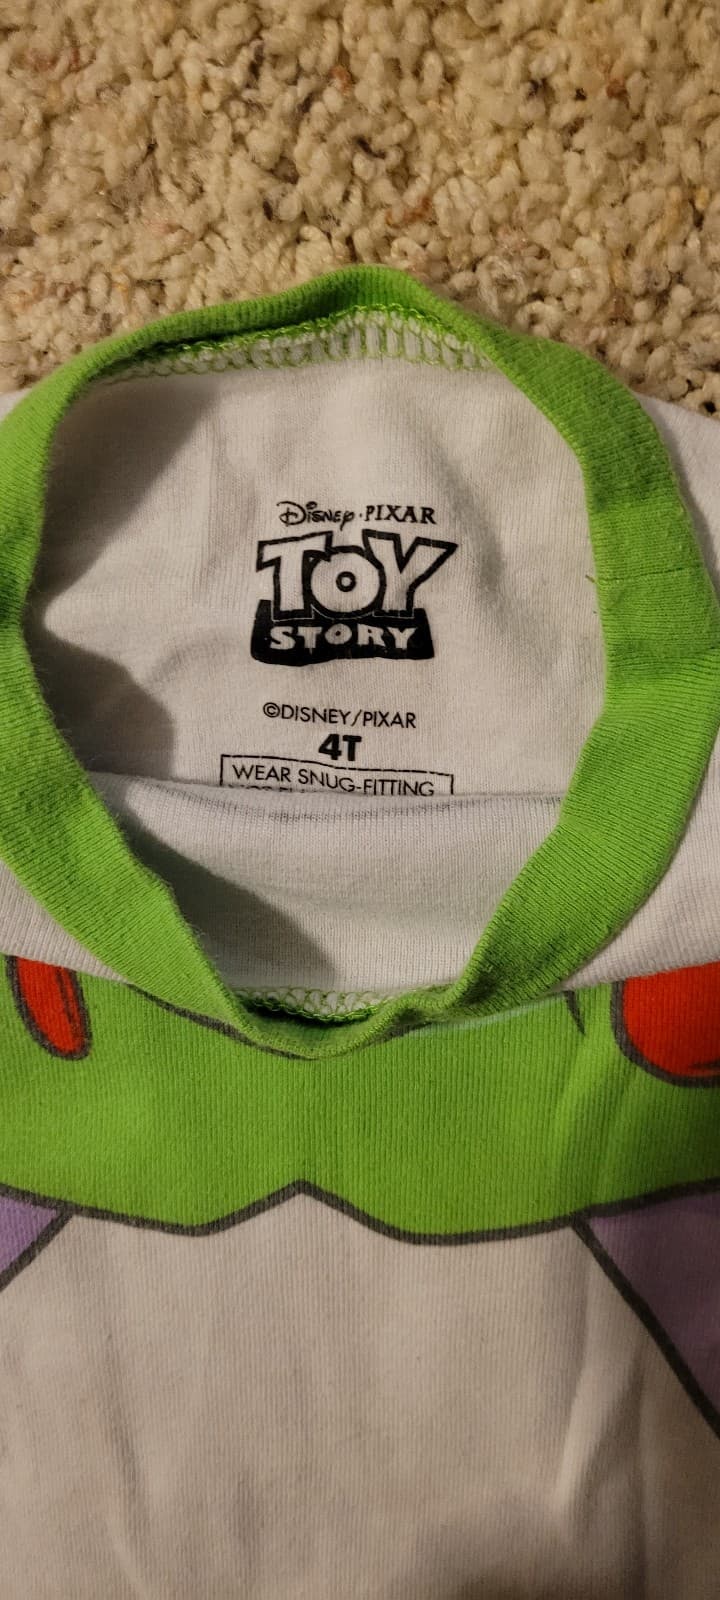 Disney·PIXAR
TOY
STORY
©DISNEY/PIXAR
4T
WEAR SNUG-FITTING